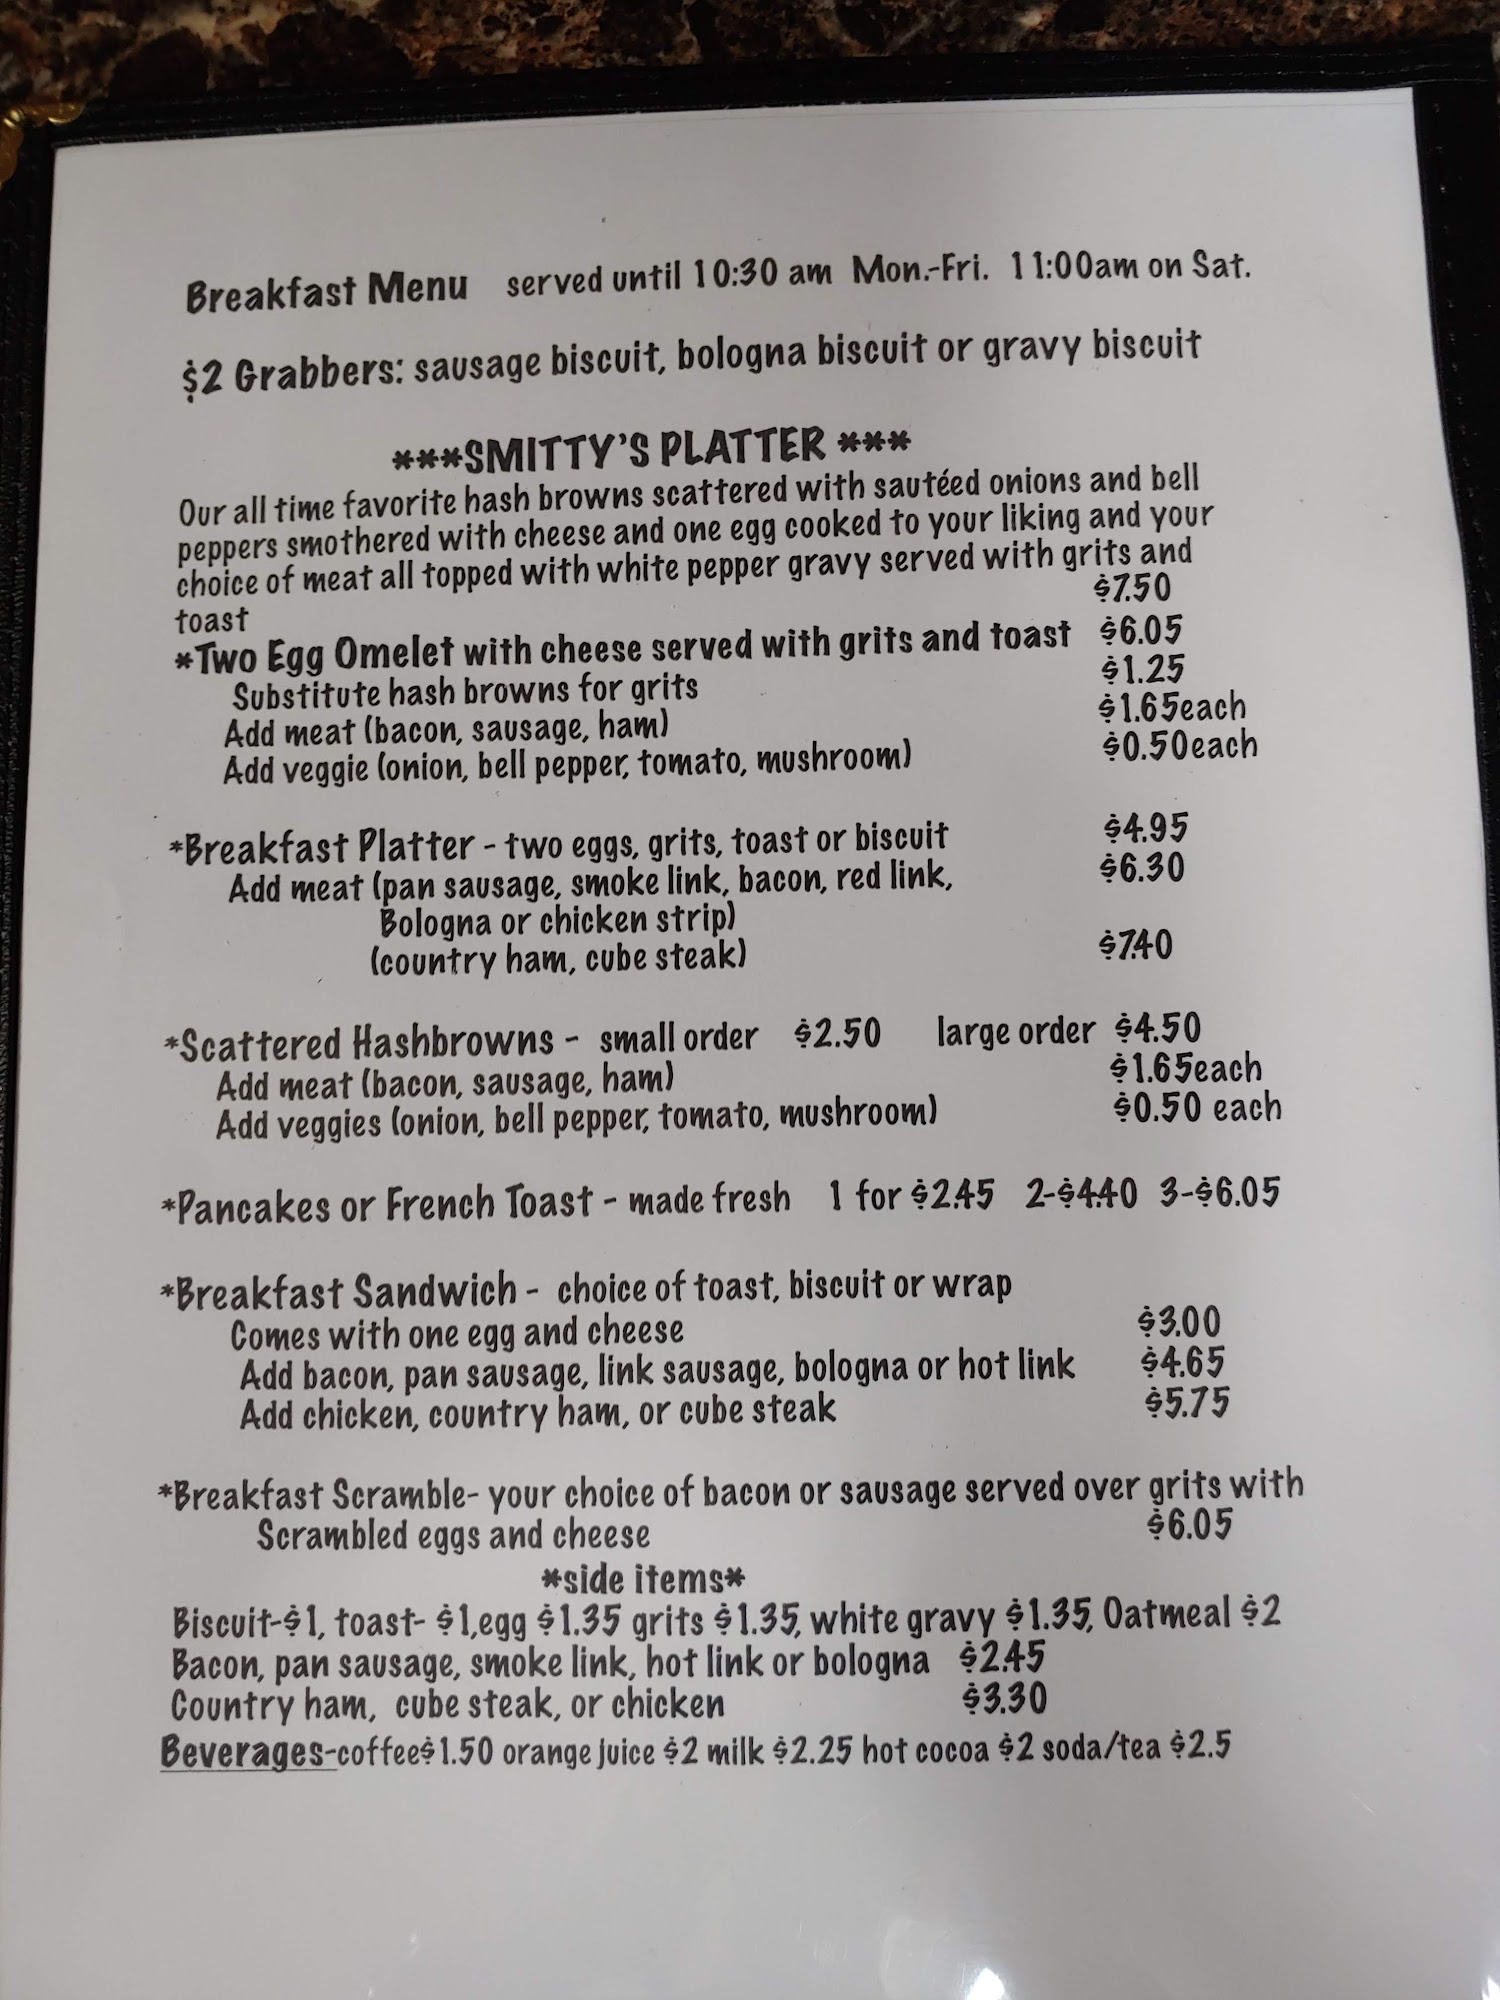 Breakfast Menu served until 10:30 am Mon.-Fri. 11:00am on Sat.
$2 Grabbers: sausage biscuit, bologna biscuit or gravy biscuit
***SMITTY'S PLATTER ***
Our all time favorite hash browns scattered with sautéed onions and bell
peppers smothered with cheese and one egg cooked to your liking and your
choice of meat all topped with white pepper gravy served with grits and
toast $7.50
*Two Egg Omelet with cheese served with grits and toast $6.05
Substitute hash browns for grits $1.25
Add meat (bacon, sausage, ham) $1.65each
Add veggie (onion, bell pepper, tomato, mushroom) $0.50each
*Breakfast Platter - two eggs, grits, toast or biscuit $4.95
Add meat (pan sausage, smoke link, bacon, red link, $6.30
Bologna or chicken strip)
(country ham, cube steak) $7.40
*Scattered Hashbrowns - small order $2.50 large order $4.50
Add meat (bacon, sausage, ham) $1.65each
Add veggies (onion, bell pepper, tomato, mushroom) $0.50 each
*Pancakes or French Toast - made fresh 1 for $2.45 2-$4.40 3-$6.05
*Breakfast Sandwich - choice of toast, biscuit or wrap
Comes with one egg and cheese $3.00
Add bacon, pan sausage, link sausage, bologna or hot link $4.65
Add chicken, country ham, or cube steak $5.75
*Breakfast Scramble- your choice of bacon or sausage served over grits with
Scrambled eggs and cheese $6.05
*side items*
Biscuit-$1, toast- $1,egg $1.35 grits $1.35, white gravy $1.35, Oatmeal $2
Bacon, pan sausage, smoke link, hot link or bologna $2.45
Country ham, cube steak, or chicken $3.30
Beverages-coffee$1.50 orange juice $2 milk $2.25 hot cocoa $2 soda/tea $2.5